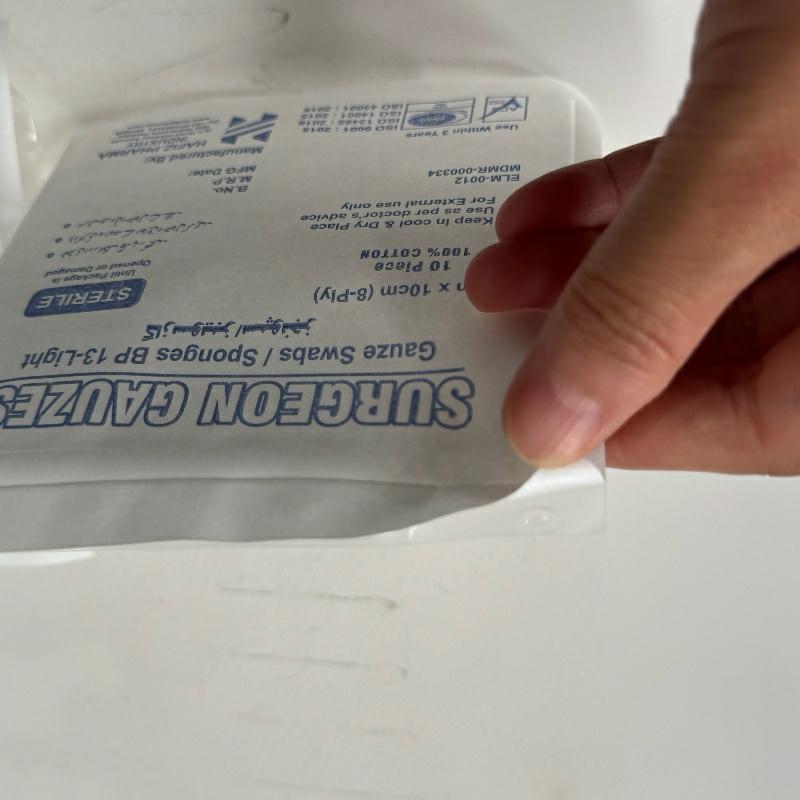 SURGEON GAUZES
Gauze Swabs / Sponges BP 13-Light
x 10cm (8-Ply)
10 Piece
100% COTTON
STERILE
Until Package is
Opened or Damaged
Keep in cool & Dry Place
Use as per doctor's advice
For External use only
ELM-0012
MDMR-000334
B.No.
M.R.P
MFG Date:
Use Within 3 Years
ISO 9001 : 2015
ISO 13485 : 2016
ISO 14001 : 2015
ISO 45001 : 2018
Manufactured By:
HAFIZ PHARMA
INDUSTRY